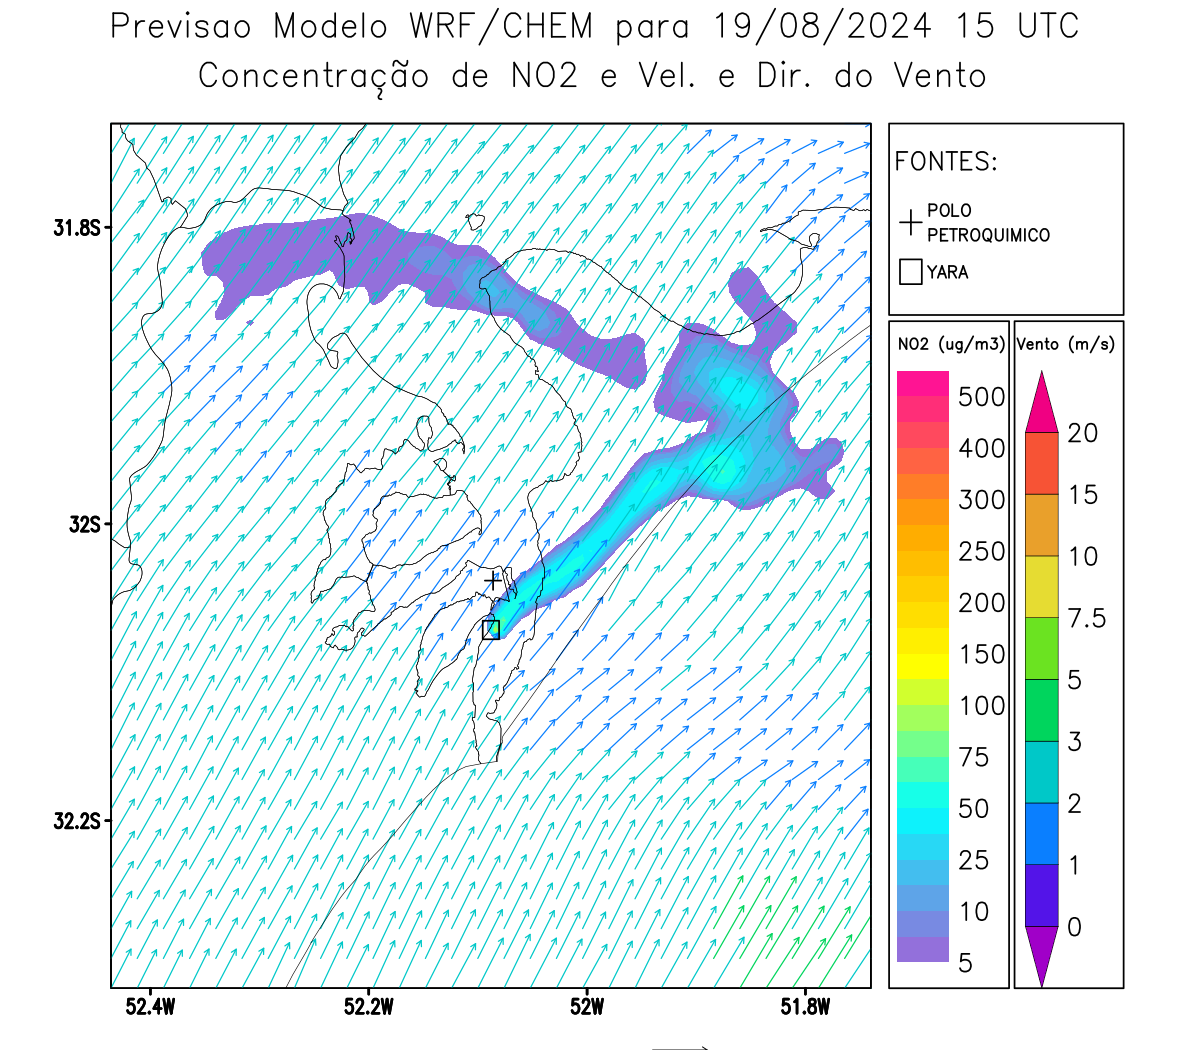 Previsao Modelo WRF/CHEM para 19/08/2024 15 UTC
Concentração de NO2 e Vel. e Dir. do Vento
FONTES:
POLO
PETROQUIMICO
YARA
NO2 (ug/m3)
500
400
300
250
200
150
100
75
50
25
10
5
Vento (m/s)
20
15
10
7.5
5
3
2
1
0
31.8S
32S
32.2S
52.4W
52.2W
52W
51.8W